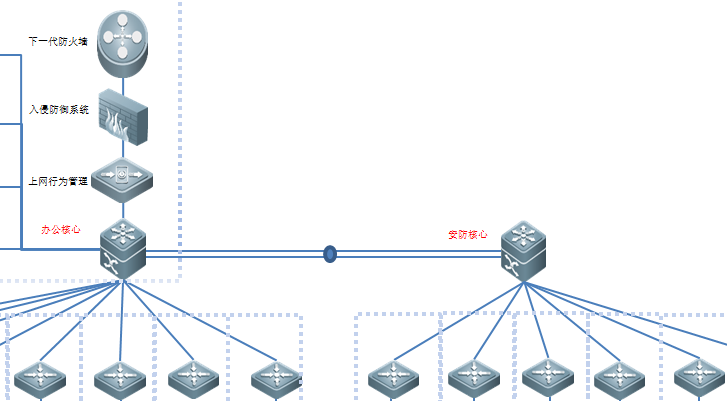 下一代防火墙
入侵防御系统
上网行为管理
办公核心
安防核心